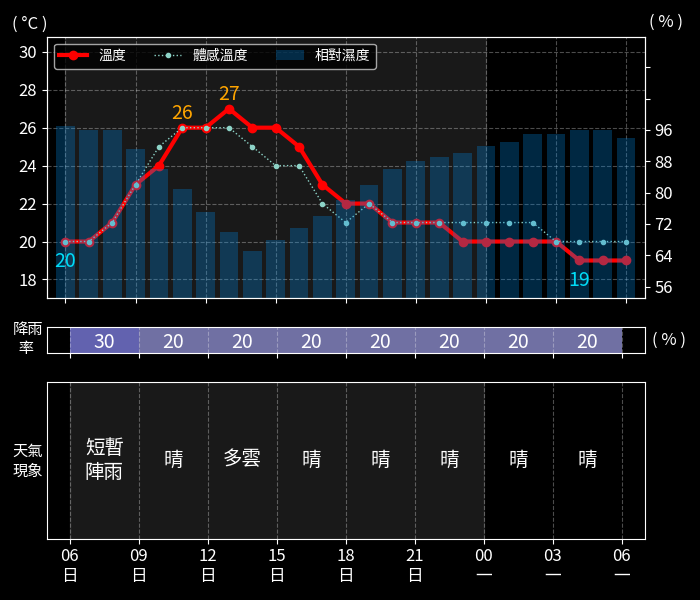 ( °C )
( % )
溫度 體感溫度 相對濕度
30
28
26
24
22
20
18
96
88
80
72
64
56
26
27
20
19
降雨
率
30 20 20 20 20 20 20 20
( % )
天氣
現象
短暫
陣雨
晴 多雲 晴 晴 晴 晴 晴
06 09 12 15 18 21 00 03 06
日 日 日 日 日 日 一 一 一